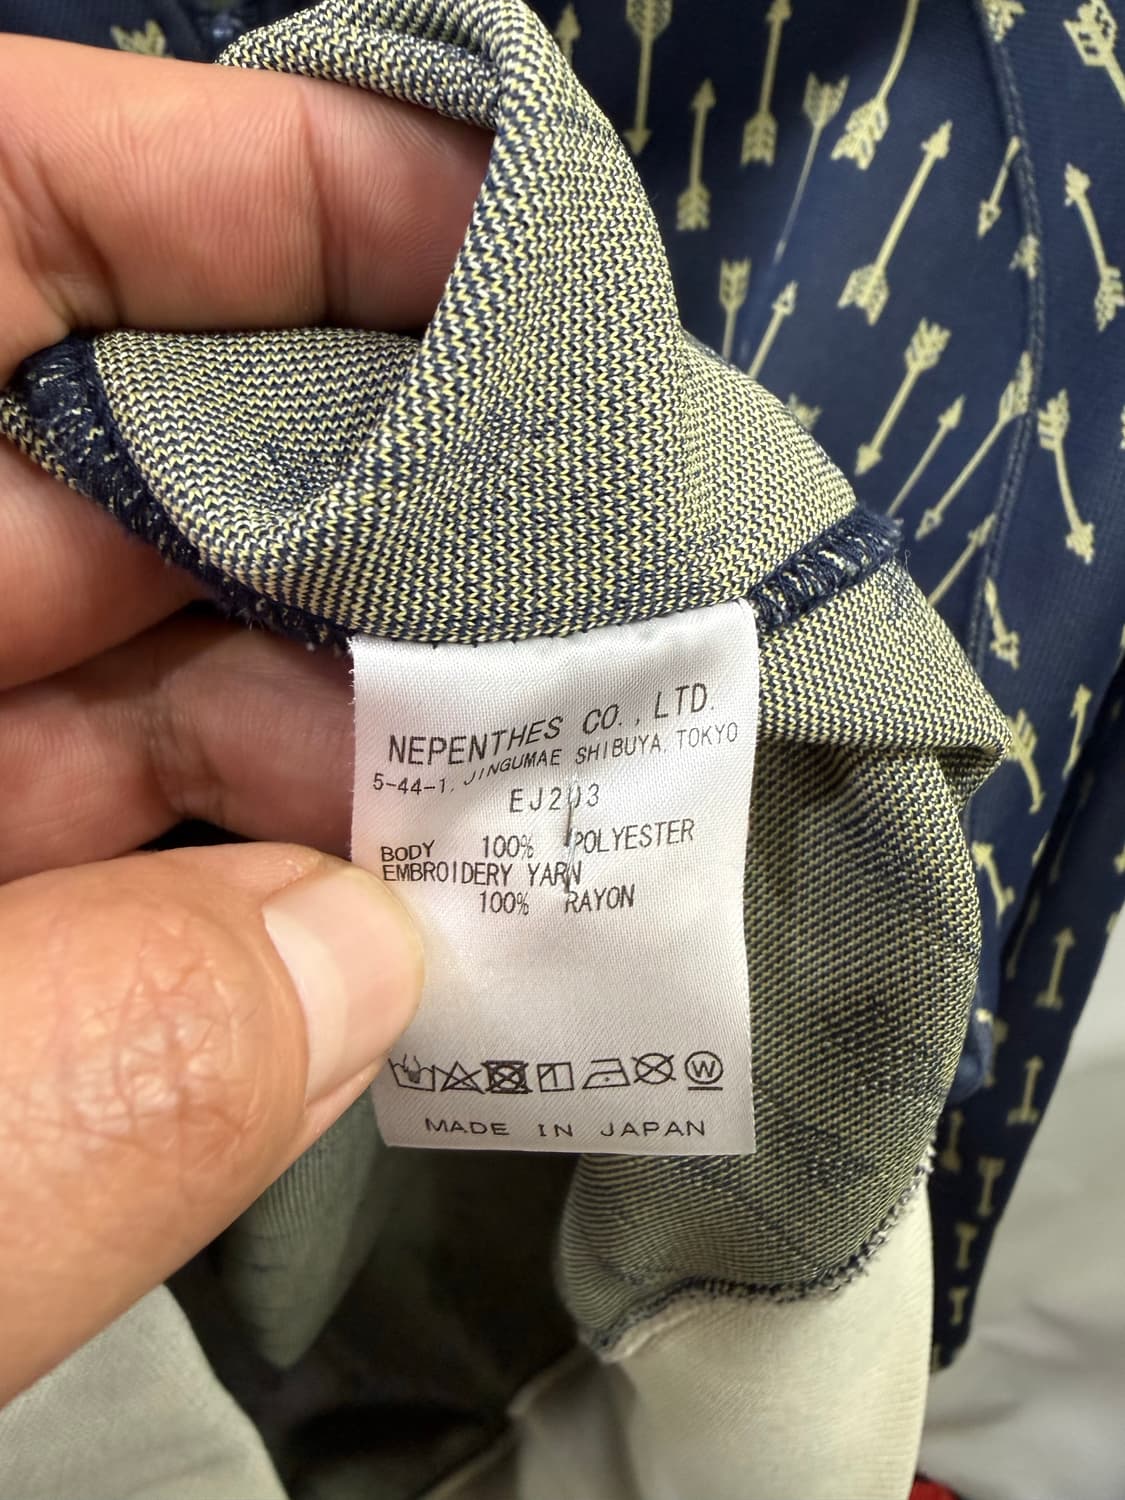 NEPENTHES CO., LTD.
5-44-1, JINGUMAE SHIBUYA, TOKYO
EJ203
BODY 100% POLYESTER
EMBROIDERY YARN
100% RAYON
W
MADE IN JAPAN